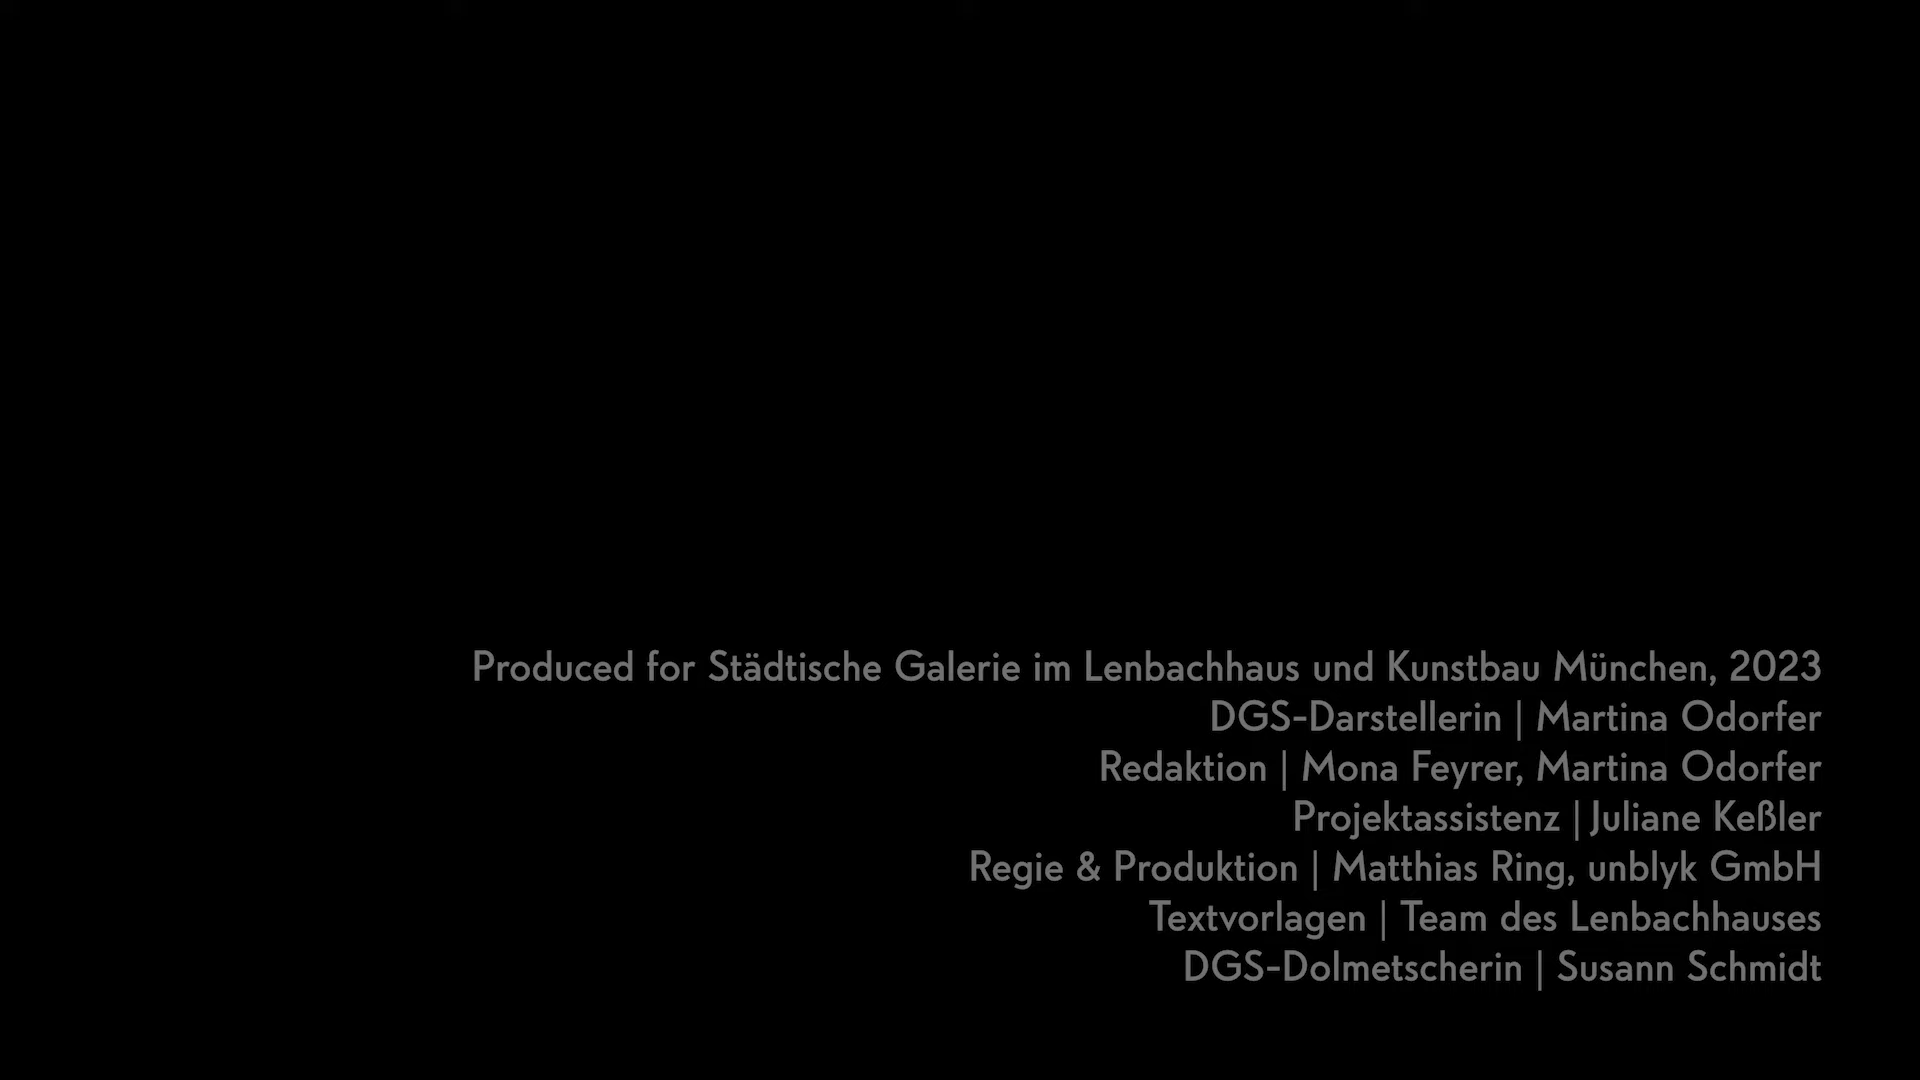 Produced for Städtische Galerie im Lenbachhaus und Kunstbau München, 2023
DGS-Darstellerin | Martina Odorfer
Redaktion | Mona Feyrer, Martina Odorfer
Projektassistenz | Juliane Keßler
Regie & Produktion | Matthias Ring, unblyk GmbH
Textvorlagen | Team des Lenbachhauses
DGS-Dolmetscherin | Susann Schmidt